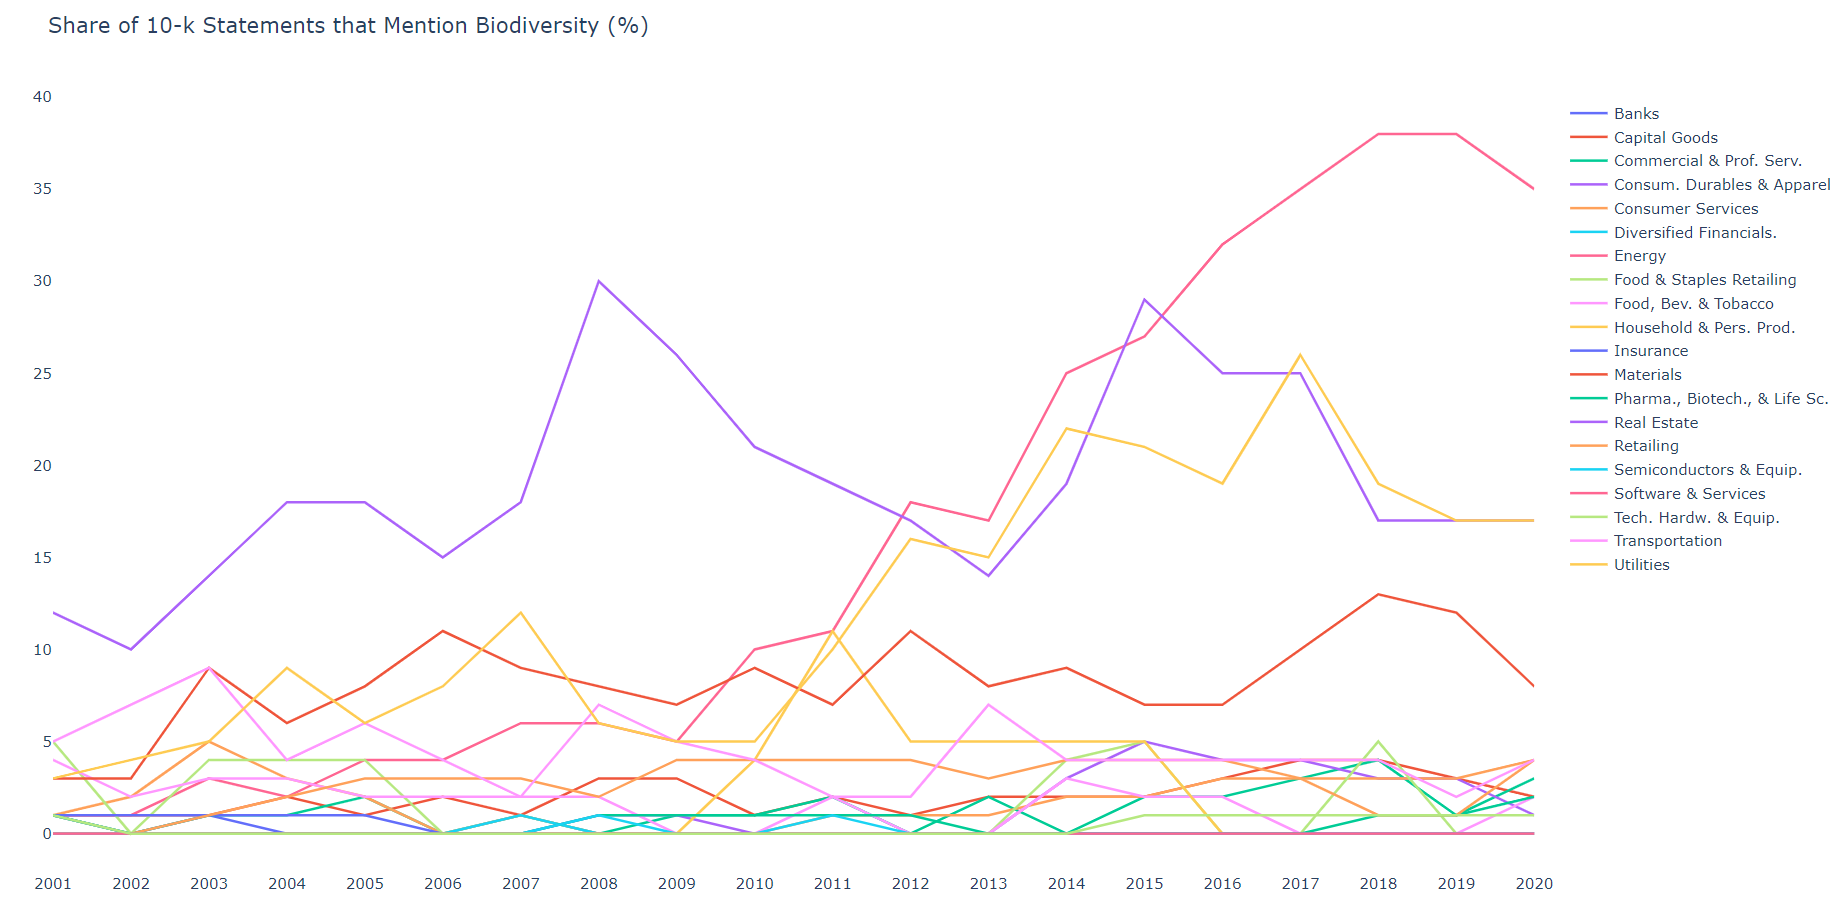 Share of 10-k Statements that Mention Biodiversity (%)
40
35
30
25
20
15
10
5
0
2001 2002 2003 2004 2005 2006 2007 2008 2009 2010 2011 2012 2013 2014 2015 2016 2017 2018 2019 2020
Banks
Capital Goods
Commercial & Prof. Serv.
Consum. Durables & Apparel
Consumer Services
Diversified Financials.
Energy
Food & Staples Retailing
Food, Bev. & Tobacco
Household & Pers. Prod.
Insurance
Materials
Pharma., Biotech., & Life Sc.
Real Estate
Retailing
Semiconductors & Equip.
Software & Services
Tech. Hardw. & Equip.
Transportation
Utilities